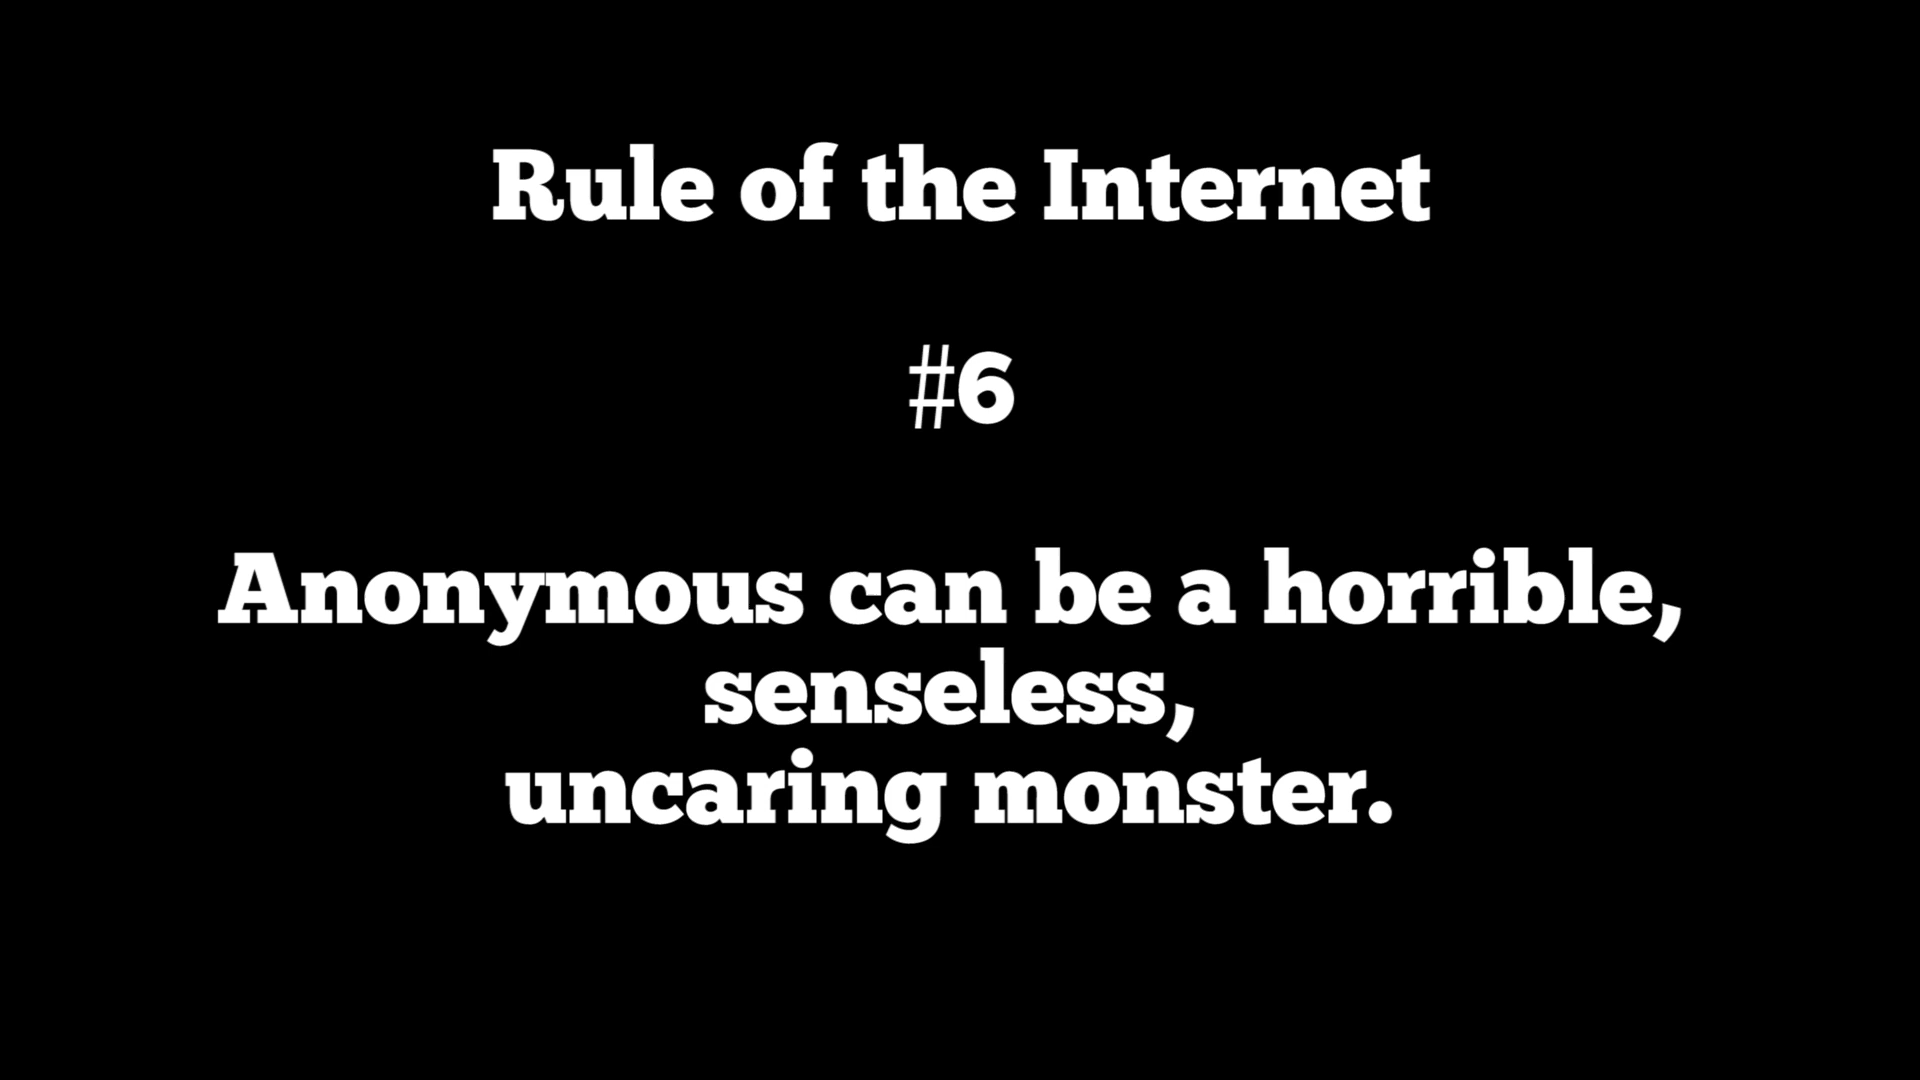 Rule of the Internet
#6
Anonymous can be a horrible,
senseless,
uncaring monster.